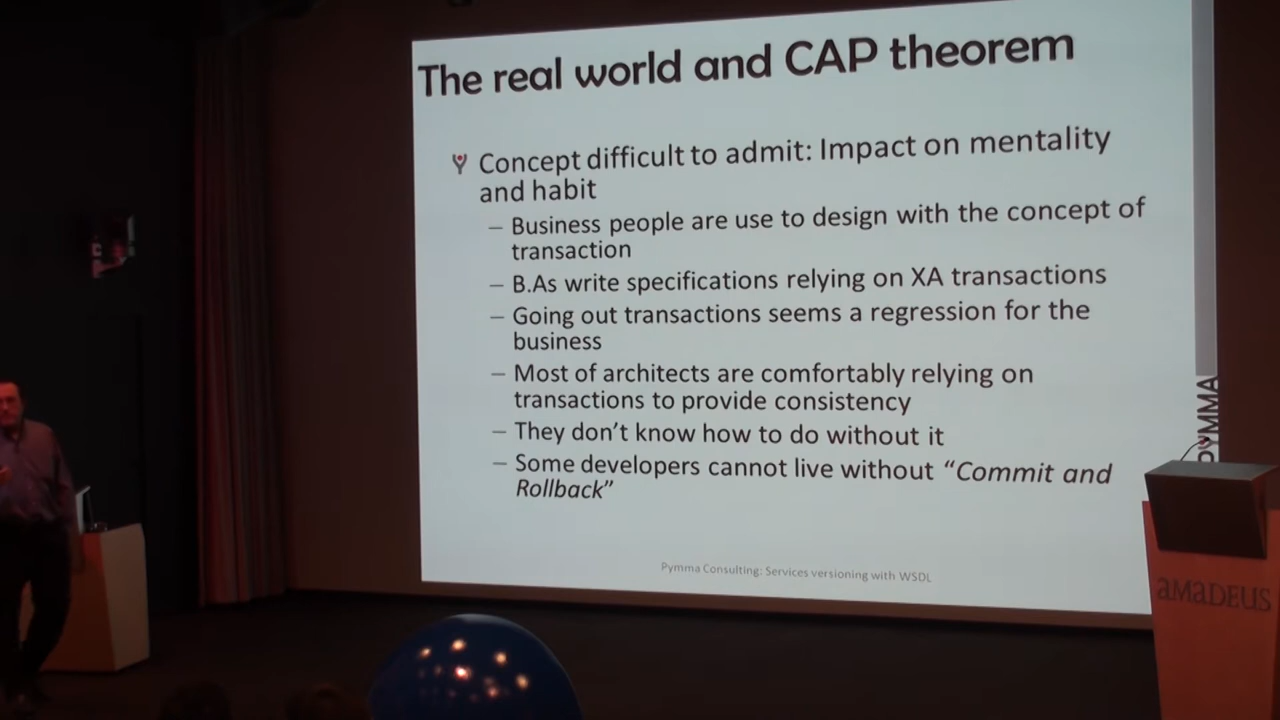 The real world and CAP theorem
Concept difficult to admit: Impact on mentality
and habit
– Business people are use to design with the concept of
transaction
– B.As write specifications relying on XA transactions
– Going out transactions seems a regression for the
business
– Most of architects are comfortably relying on
transactions to provide consistency
– They don't know how to do without it
– Some developers cannot live without “Commit and
Rollback”
Pymma Consulting: Services versioning with WSDL
PYMMA
aMaDEUS